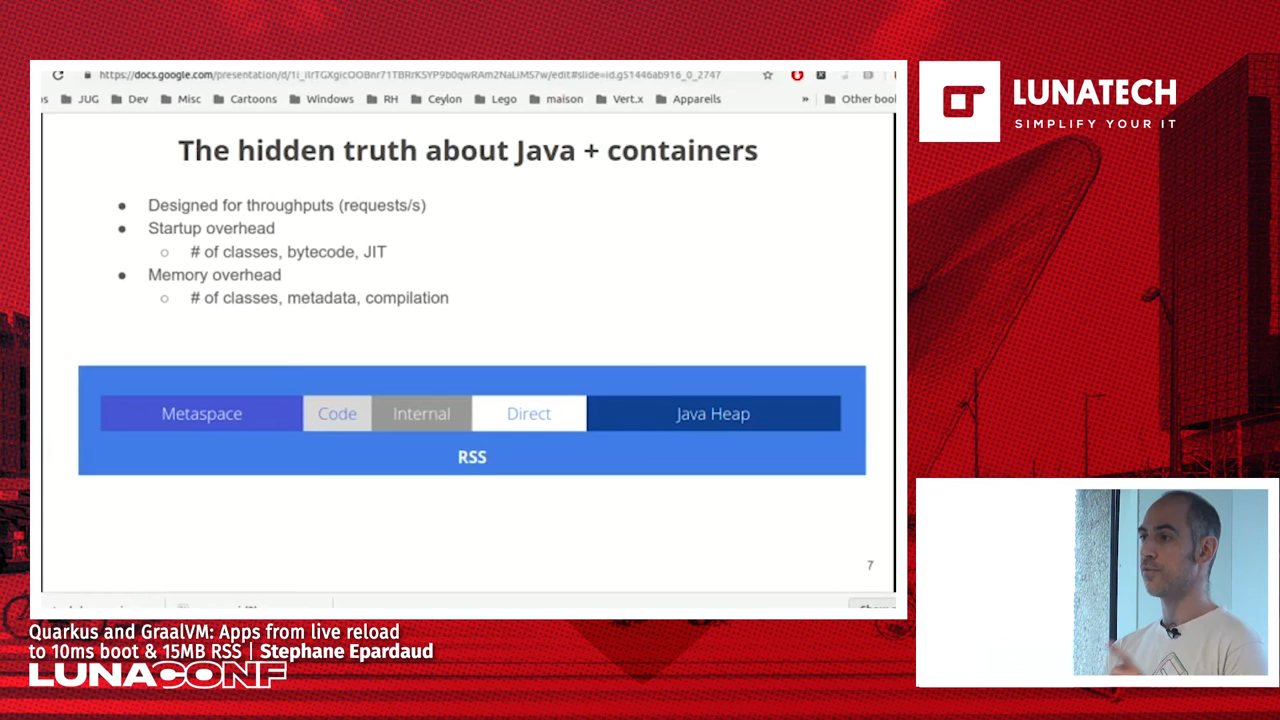 https://docs.google.com/presentation/d/1i_ilrTGXgicOOBnr71TBRrKSYP9b0qwRAm2NaLiMS7w/edit#slide=id.g51446ab916_0_2747
JUG Dev Misc Cartoons Windows RH Ceylon Lego maison Vert.x Appareils » Other bool
LUNATECH
SIMPLIFY YOUR IT
The hidden truth about Java + containers
● Designed for throughputs (requests/s)
● Startup overhead
○ # of classes, bytecode, JIT
● Memory overhead
○ # of classes, metadata, compilation
Metaspace Code Internal Direct Java Heap
RSS
7
Quarkus and GraalVM: Apps from live reload
to 10ms boot & 15MB RSS | Stephane Epardaud
LUNACONF